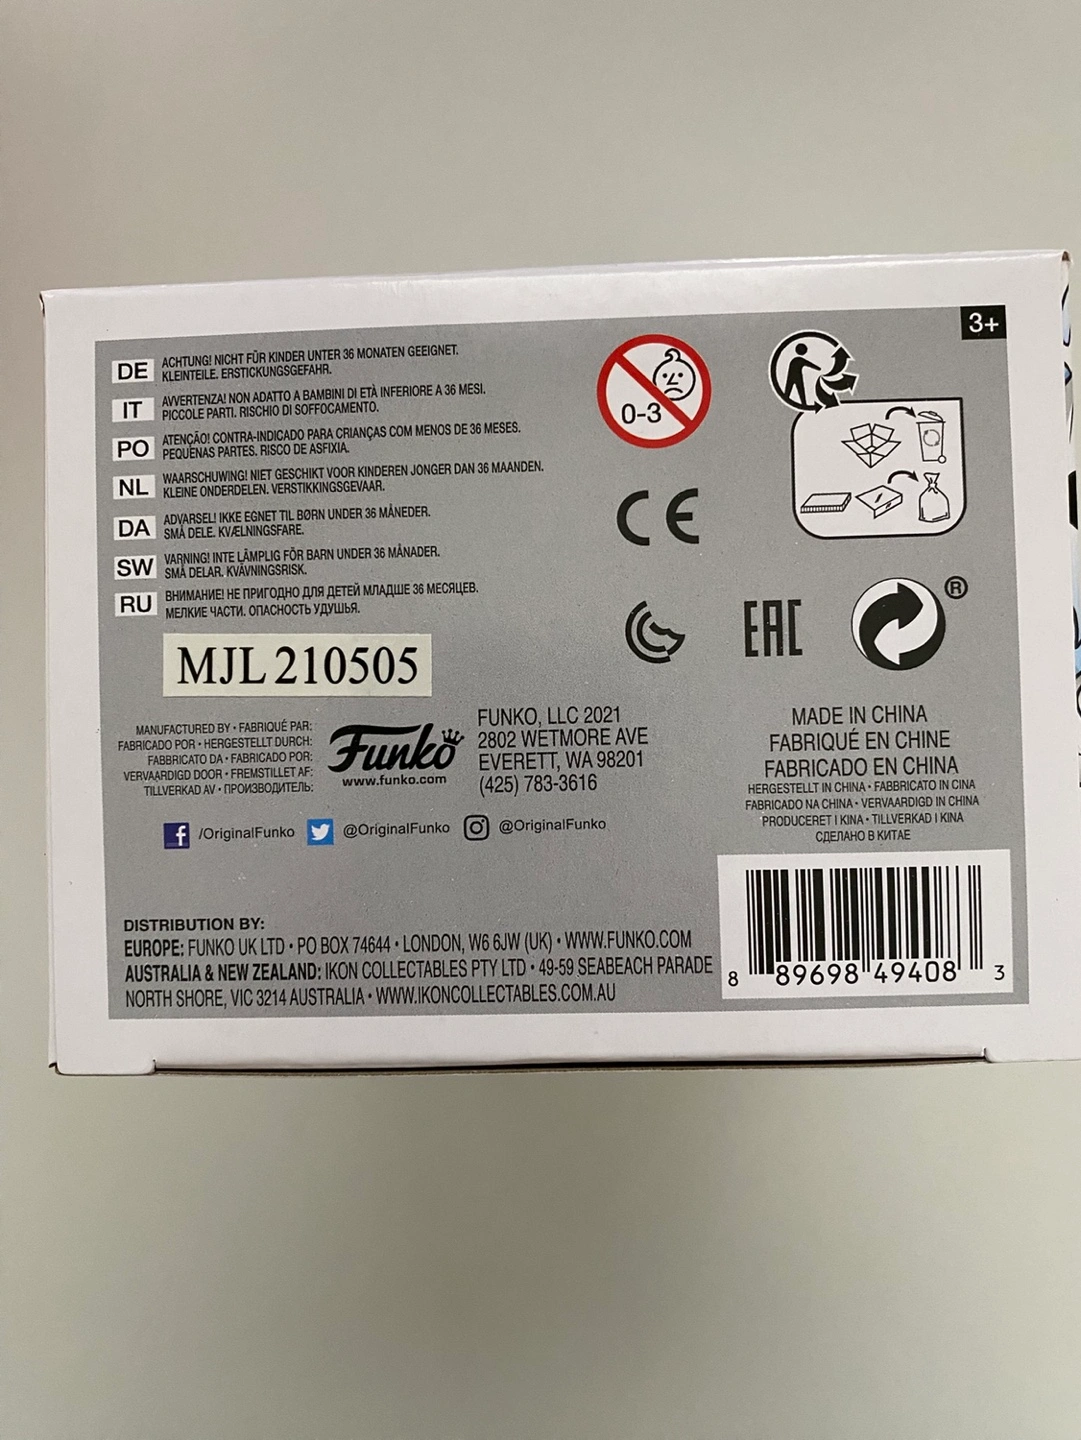 3+
DE ACHTUNG! NICHT FÜR KINDER UNTER 36 MONATEN GEEIGNET.
KLEINTEILE. ERSTICKUNGSGEFAHR.
IT AVVERTENZA! NON ADATTO A BAMBINI DI ETÀ INFERIORE A 36 MESI.
PICCOLE PARTI. RISCHIO DI SOFFOCAMENTO.
PO ATENÇÃO! CONTRA-INDICADO PARA CRIANÇAS COM MENOS DE 36 MESES.
PEQUENAS PARTES. RISCO DE ASFIXIA.
NL WAARSCHUWING! NIET GESCHIKT VOOR KINDEREN JONGER DAN 36 MAANDEN.
KLEINE ONDERDELEN. VERSTIKKINGSGEVAAR.
DA ADVARSEL! IKKE EGNET TIL BØRN UNDER 36 MÅNEDER.
SMÅ DELE. KVÆLNINGSFARE.
SW VARNING! INTE LÄMPLIG FÖR BARN UNDER 36 MÅNADER.
SMÅ DELAR. KVÄVNINGSRISK.
RU ВНИМАНИЕ! НЕ ПРИГОДНО ДЛЯ ДЕТЕЙ МЛАДШЕ 36 МЕСЯЦЕВ.
МЕЛКИЕ ЧАСТИ. ОПАСНОСТЬ УДУШЬЯ.
0-3
CE
EAC
®
MJL 210505
MANUFACTURED BY • FABRIQUÉ PAR:
FABRICADO POR • HERGESTELLT DURCH:
FABBRICATO DA • FABRICADO POR:
VERVAARDIGD DOOR • FREMSTILLET AF:
TILLVERKAD AV • ПРОИЗВОДИТЕЛЬ:
Funko
www.funko.com
FUNKO, LLC 2021
2802 WETMORE AVE
EVERETT, WA 98201
(425) 783-3616
MADE IN CHINA
FABRIQUÉ EN CHINE
FABRICADO EN CHINA
HERGESTELLT IN CHINA • FABBRICATO IN CINA
FABRICADO NA CHINA • VERVAARDIGD IN CHINA
PRODUCERET I KINA • TILLVERKAD I KINA
СДЕЛАНО В КИТАЕ
/OriginalFunko @OriginalFunko @OriginalFunko
DISTRIBUTION BY:
EUROPE: FUNKO UK LTD • PO BOX 74644 • LONDON, W6 6JW (UK) • WWW.FUNKO.COM
AUSTRALIA & NEW ZEALAND: IKON COLLECTABLES PTY LTD • 49-59 SEABEACH PARADE
NORTH SHORE, VIC 3214 AUSTRALIA • WWW.IKONCOLLECTABLES.COM.AU
8 89698 49408 3